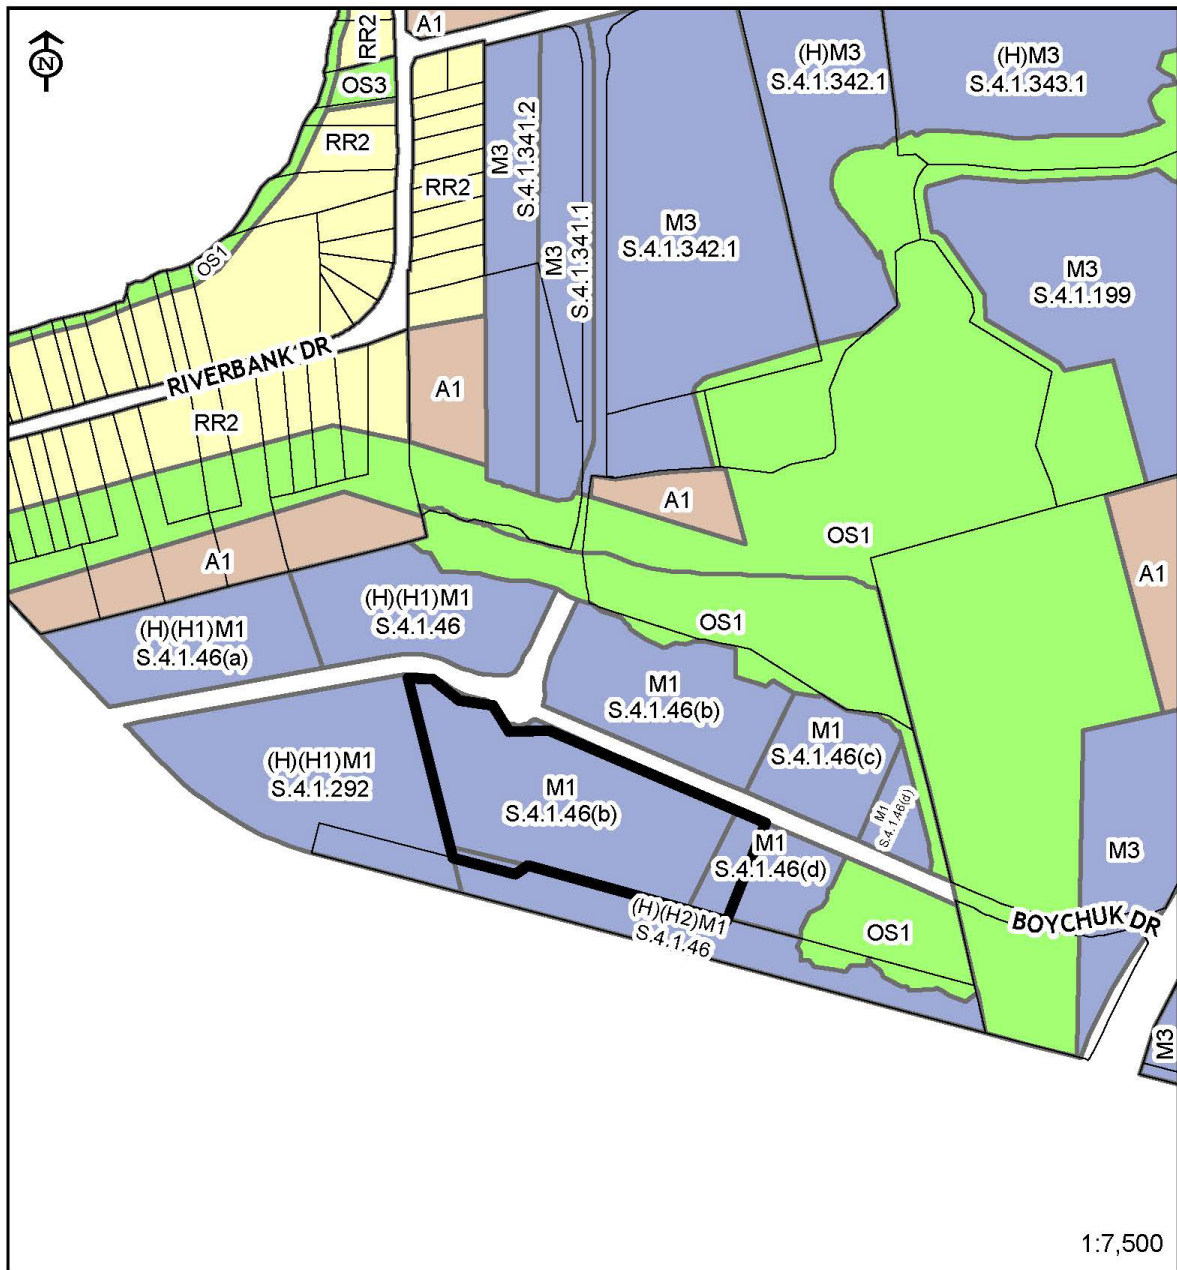 RR2
A1
N
OS3
RR2
RR2
M3
S.4.1.341.2
M3
S.4.1.341.1
M3
S.4.1.342.1
(H)M3
S.4.1.342.1
(H)M3
S.4.1.343.1
M3
S.4.1.199
OS1
RIVERBANK DR
RR2
A1
A1
A1
OS1
A1
(H)(H1)M1
S.4.1.46(a)
(H)(H1)M1
S.4.1.46
OS1
M1
S.4.1.46(b)
M1
S.4.1.46(c)
M1
S.4.1.46(d)
(H)(H1)M1
S.4.1.292
M1
S.4.1.46(b)
M1
S.4.1.46(d)
(H)(H2)M1
S.4.1.46
OS1
M3
BOYCHUK DR
M3
1:7,500